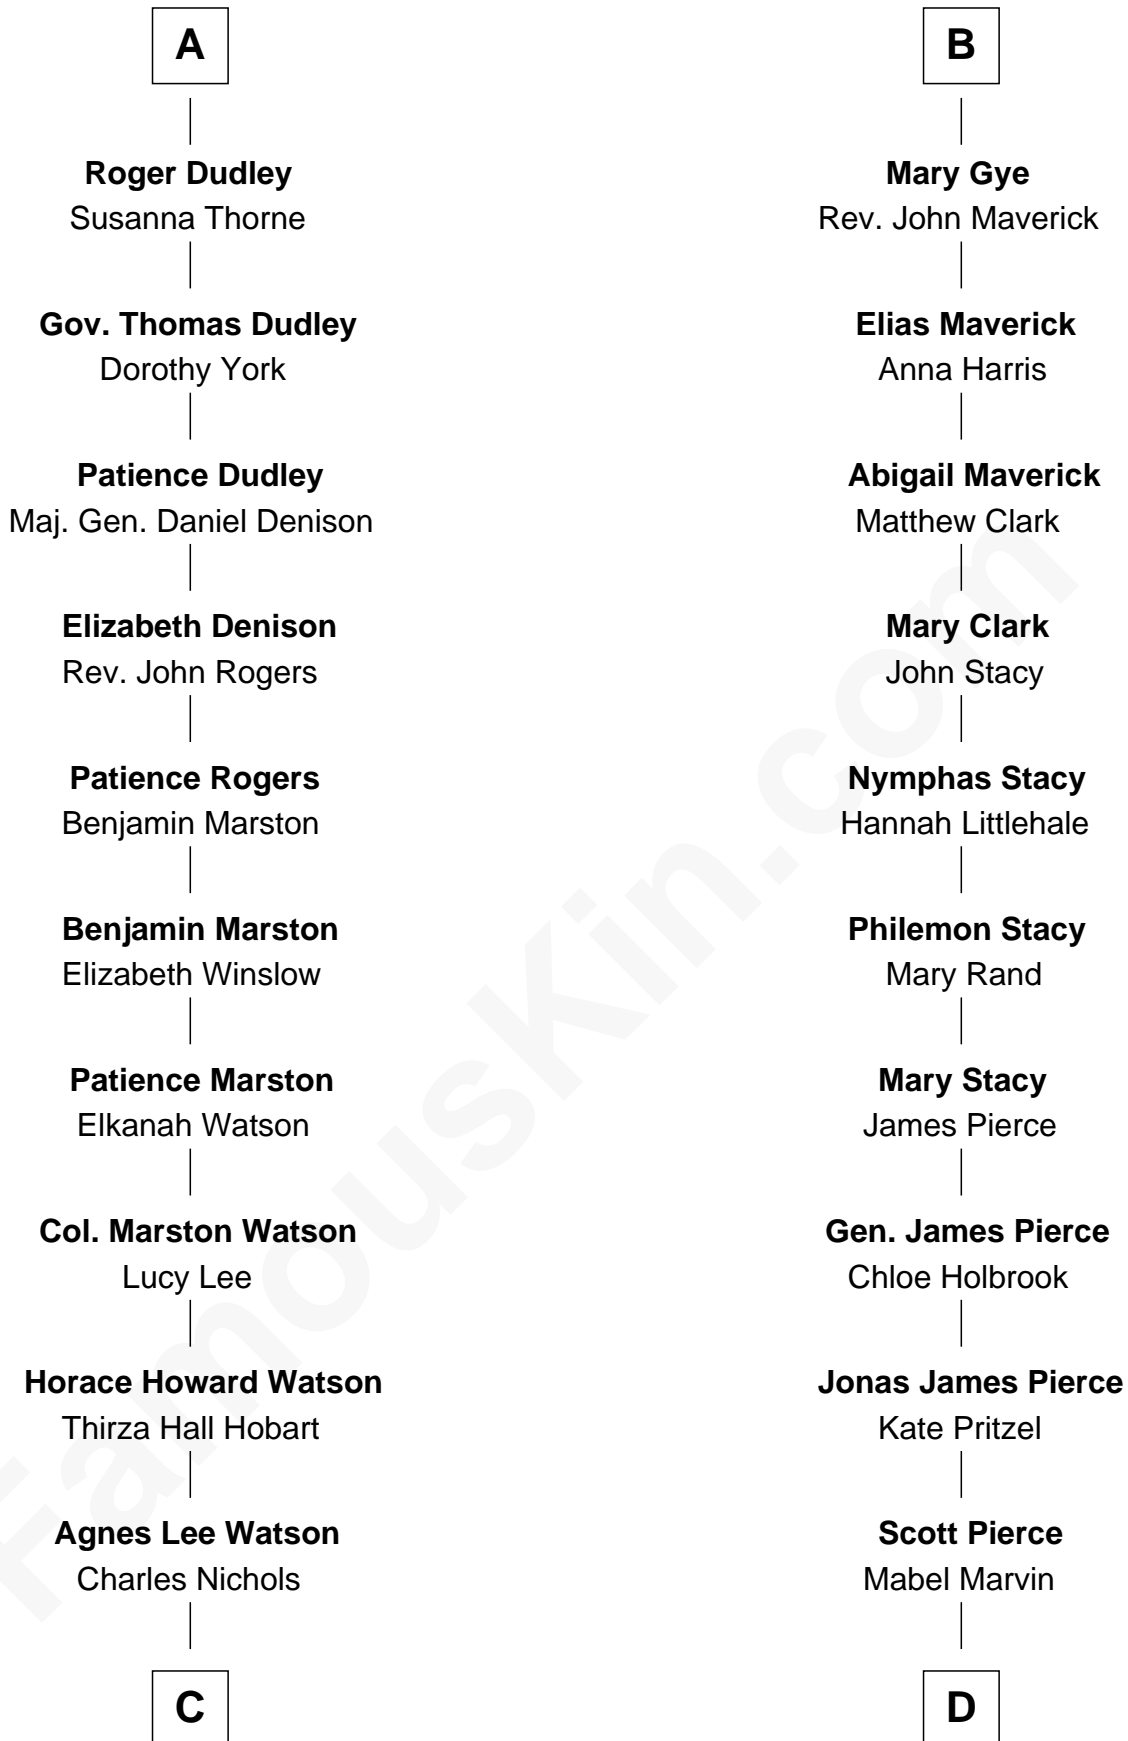 A
Roger Dudley
Susanna Thorne
Gov. Thomas Dudley
Dorothy York
Patience Dudley
Maj. Gen. Daniel Denison
Elizabeth Denison
Rev. John Rogers
Patience Rogers
Benjamin Marston
Benjamin Marston
Elizabeth Winslow
Patience Marston
Elkanah Watson
Col. Marston Watson
Lucy Lee
Horace Howard Watson
Thirza Hall Hobart
Agnes Lee Watson
Charles Nichols
C
B
Mary Gye
Rev. John Maverick
Elias Maverick
Anna Harris
Abigail Maverick
Matthew Clark
Mary Clark
John Stacy
Nymphas Stacy
Hannah Littlehale
Philemon Stacy
Mary Rand
Mary Stacy
James Pierce
Gen. James Pierce
Chloe Holbrook
Jonas James Pierce
Kate Pritzel
Scott Pierce
Mabel Marvin
D
FamousKin.com